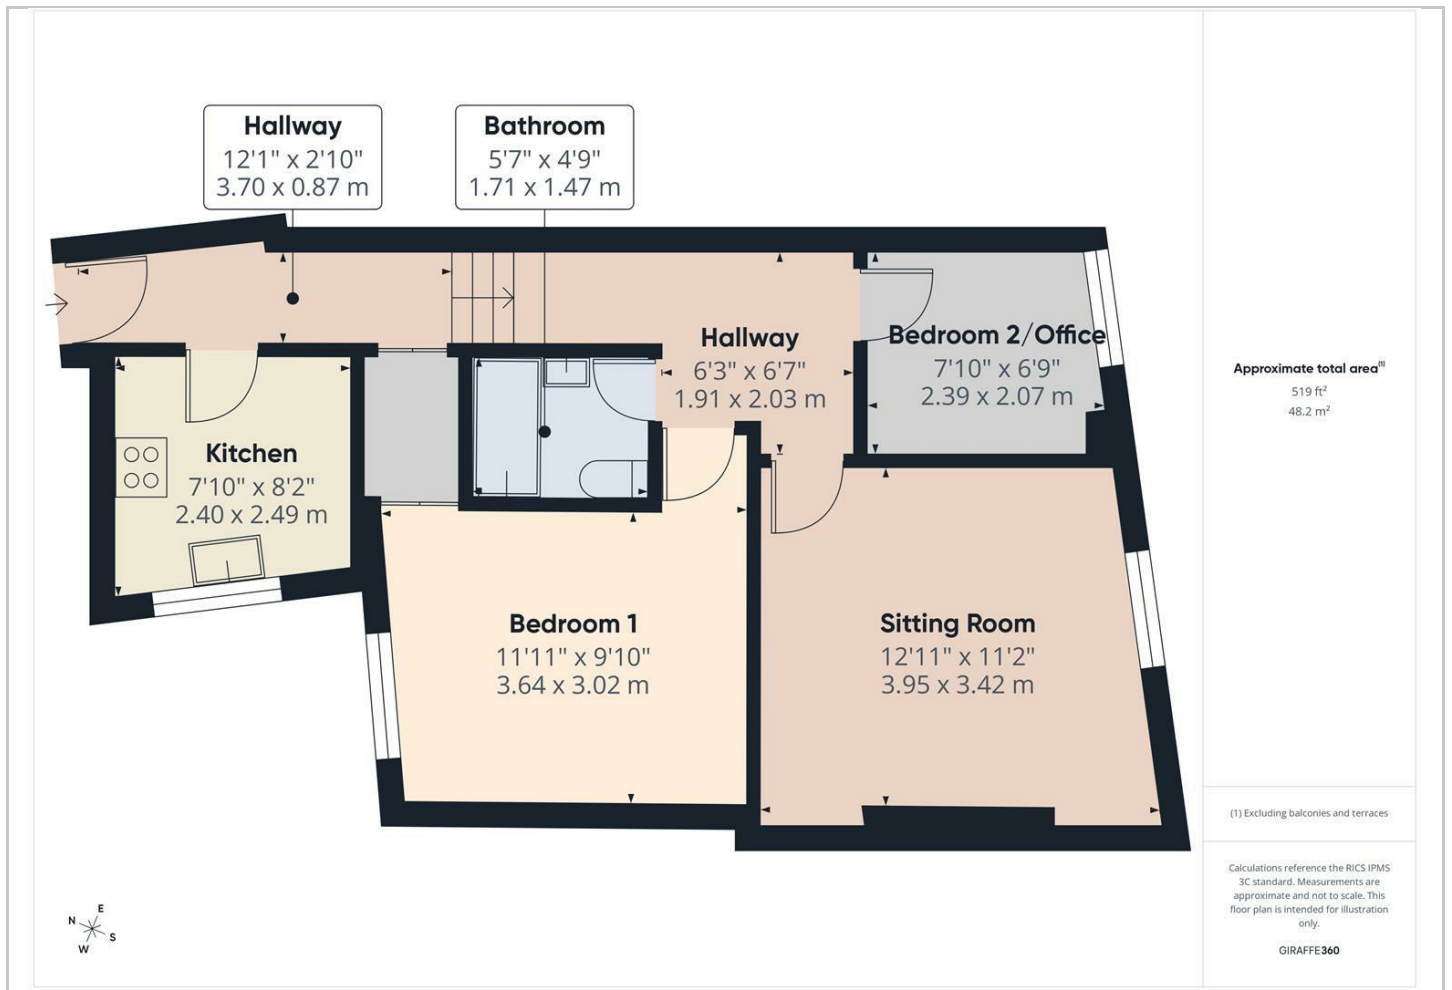 Hallway
12'1" x 2'10"
3.70 x 0.87 m
Bathroom
5'7" x 4'9"
1.71 x 1.47 m
Hallway
6'3" x 6'7"
1.91 x 2.03 m
Bedroom 2/Office
7'10" x 6'9"
2.39 x 2.07 m
Kitchen
7'10" x 8'2"
2.40 x 2.49 m
Bedroom 1
11'11" x 9'10"
3.64 x 3.02 m
Sitting Room
12'11" x 11'2"
3.95 x 3.42 m
N
E
S
W
Approximate total area(1)
519 ft²
48.2 m²
(1) Excluding balconies and terraces
Calculations reference the RICS IPMS
3C standard. Measurements are
approximate and not to scale. This
floor plan is intended for illustration
only.
GIRAFFE360